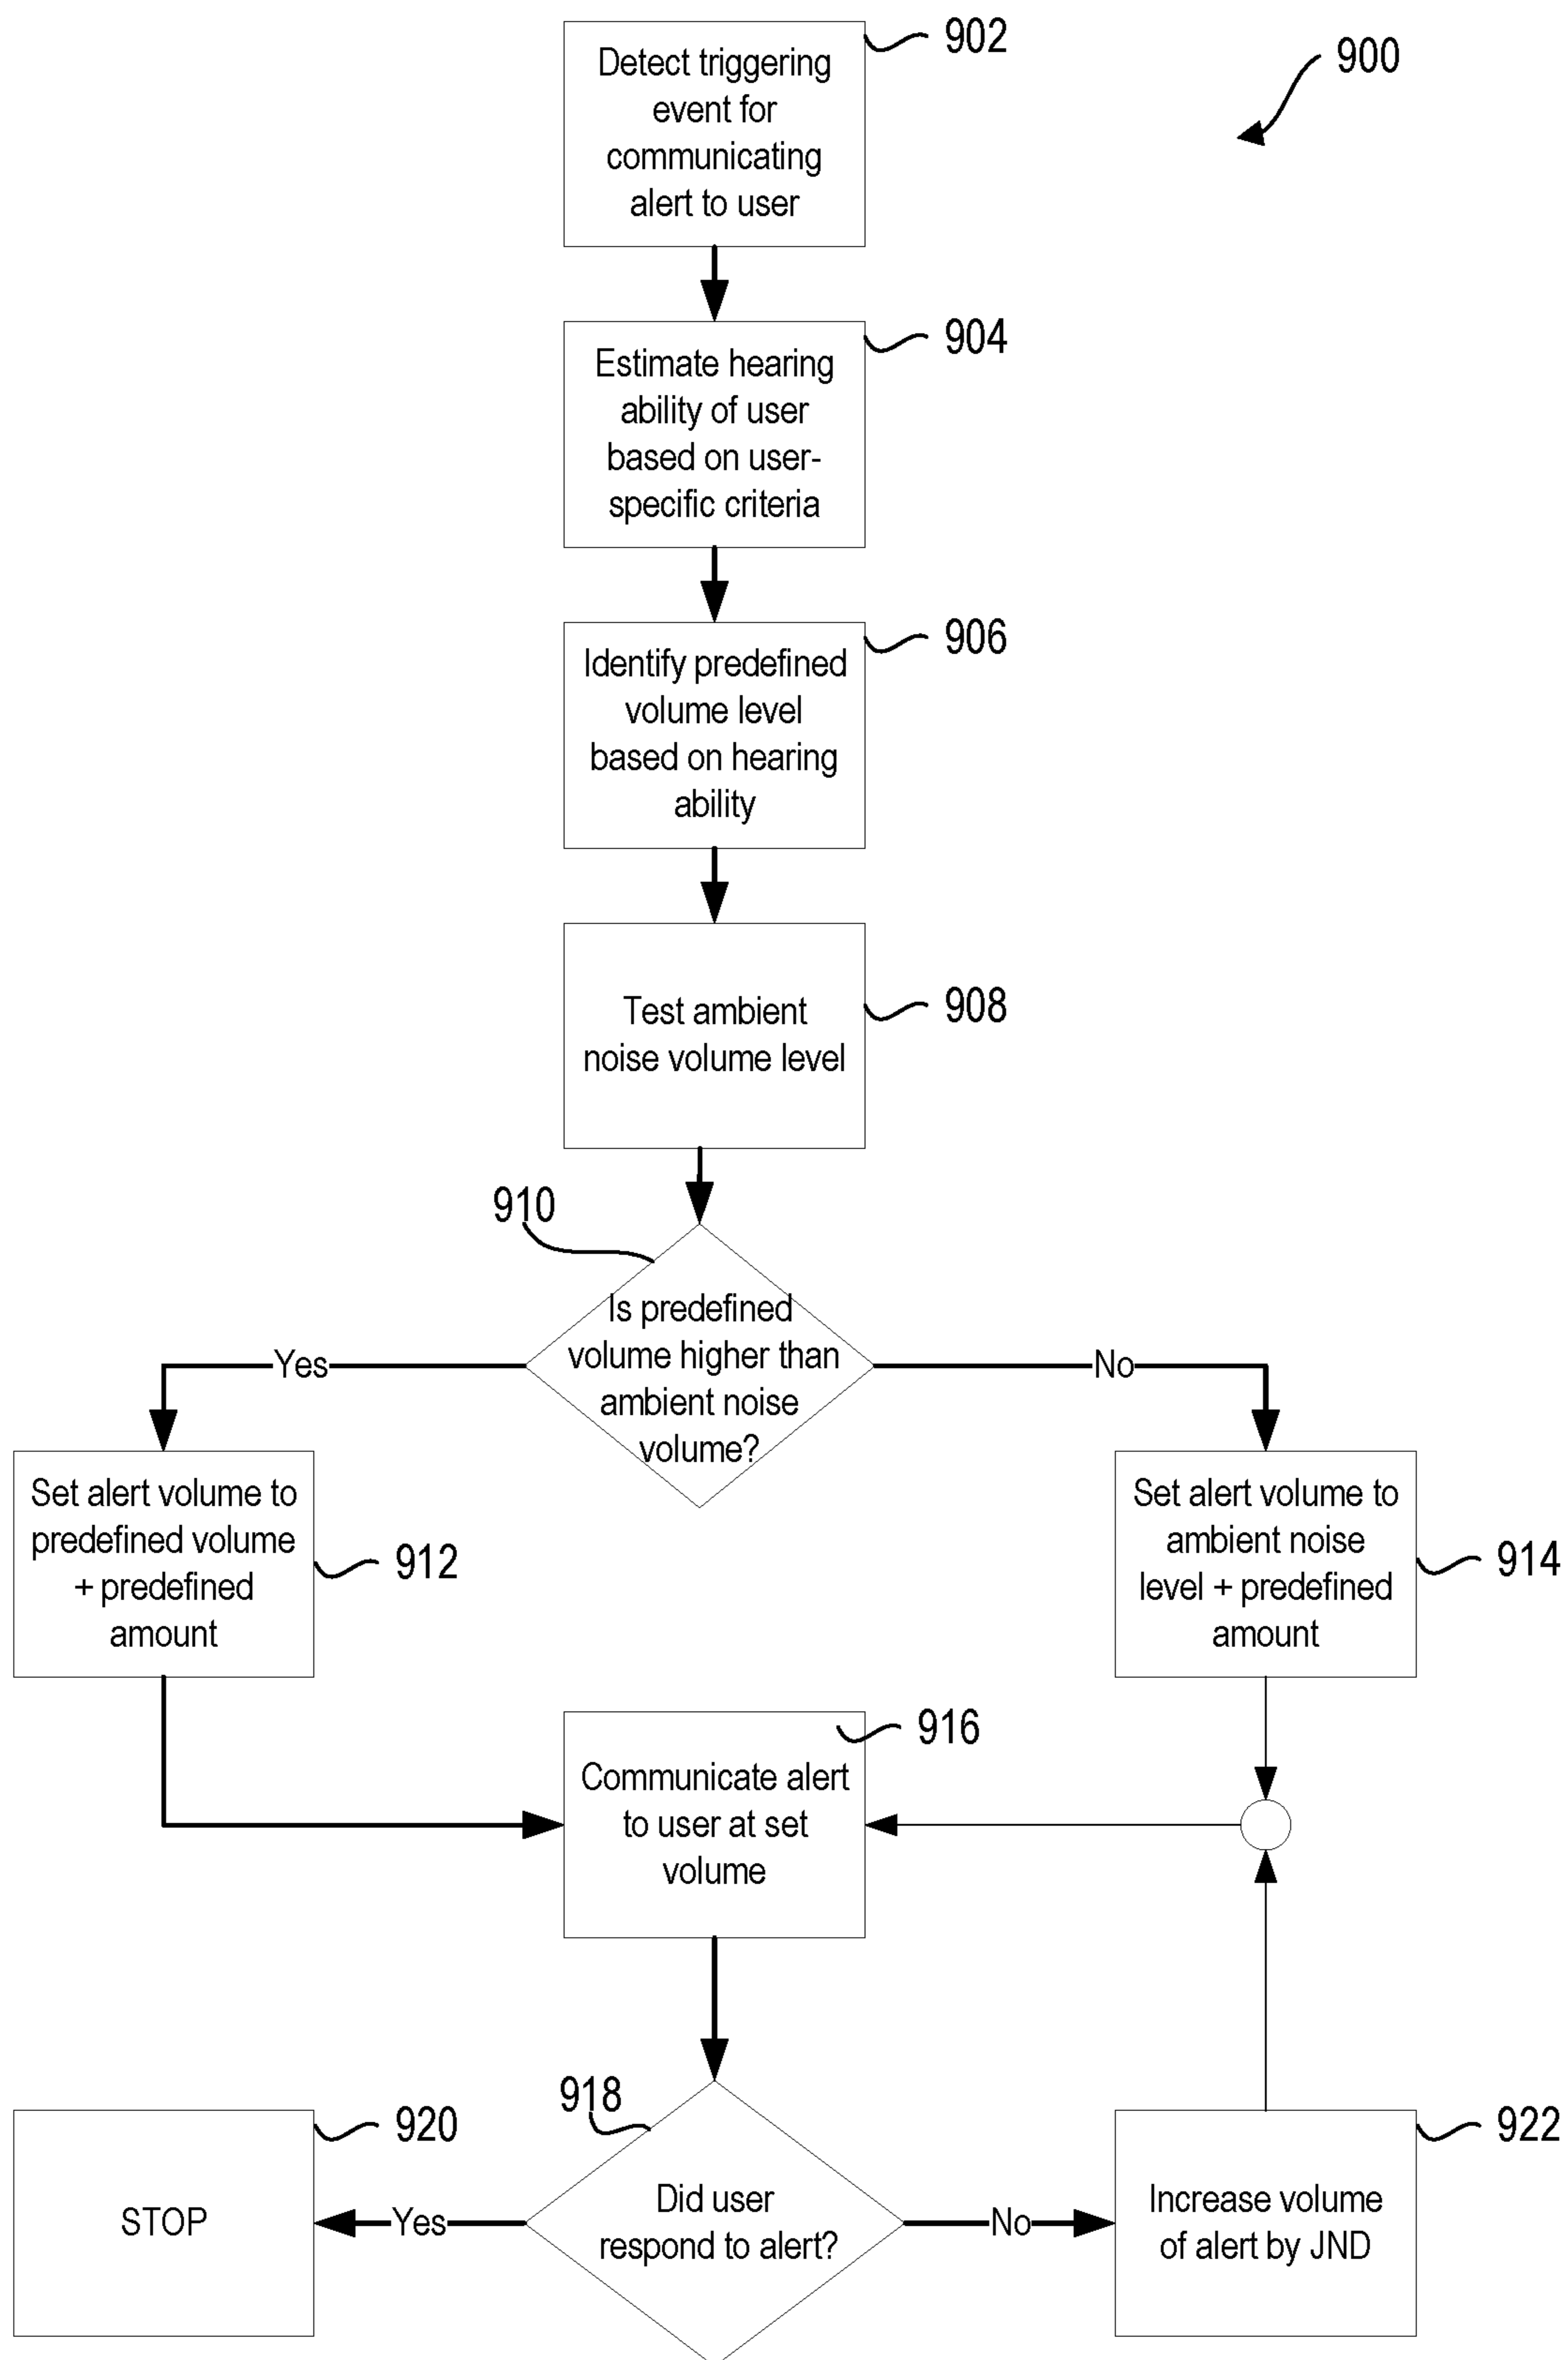 902
900
Detect triggering
event for
communicating
alert to user
904
Estimate hearing
ability of user
based on user-
specific criteria
906
Identify predefined
volume level
based on hearing
ability
908
Test ambient
noise volume level
910
Is predefined
volume higher than
ambient noise
volume?
Yes
No
Set alert volume to
predefined volume
+ predefined
amount
912
Set alert volume to
ambient noise
level + predefined
amount
914
916
Communicate alert
to user at set
volume
918
Did user
respond to alert?
Yes
No
920
STOP
922
Increase volume
of alert by JND